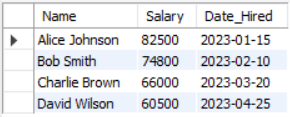 Name Salary Date_Hired
Alice Johnson 82500 2023-01-15
Bob Smith 74800 2023-02-10
Charlie Brown 66000 2023-03-20
David Wilson 60500 2023-04-25